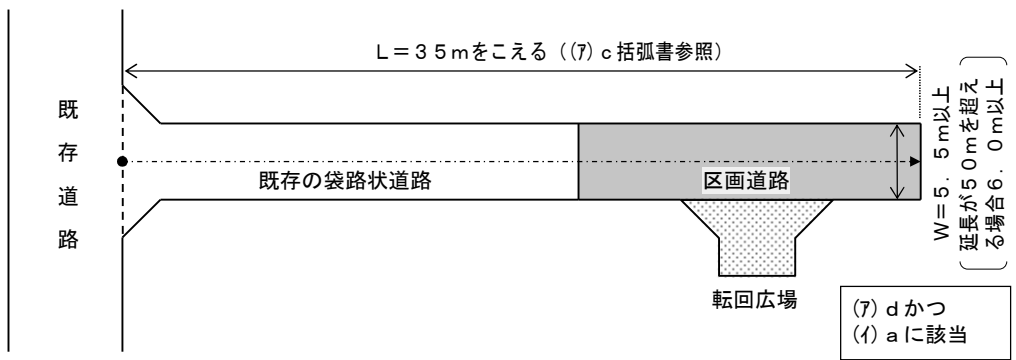 L=35mをこえる（(ｱ)ｃ括弧書参照）
既存道路
既存の袋路状道路
区画道路
転回広場
W=5．5m以上
延長が50mを超え
る場合6．0m以上
(ｱ)ｄかつ
(ｲ)ａに該当